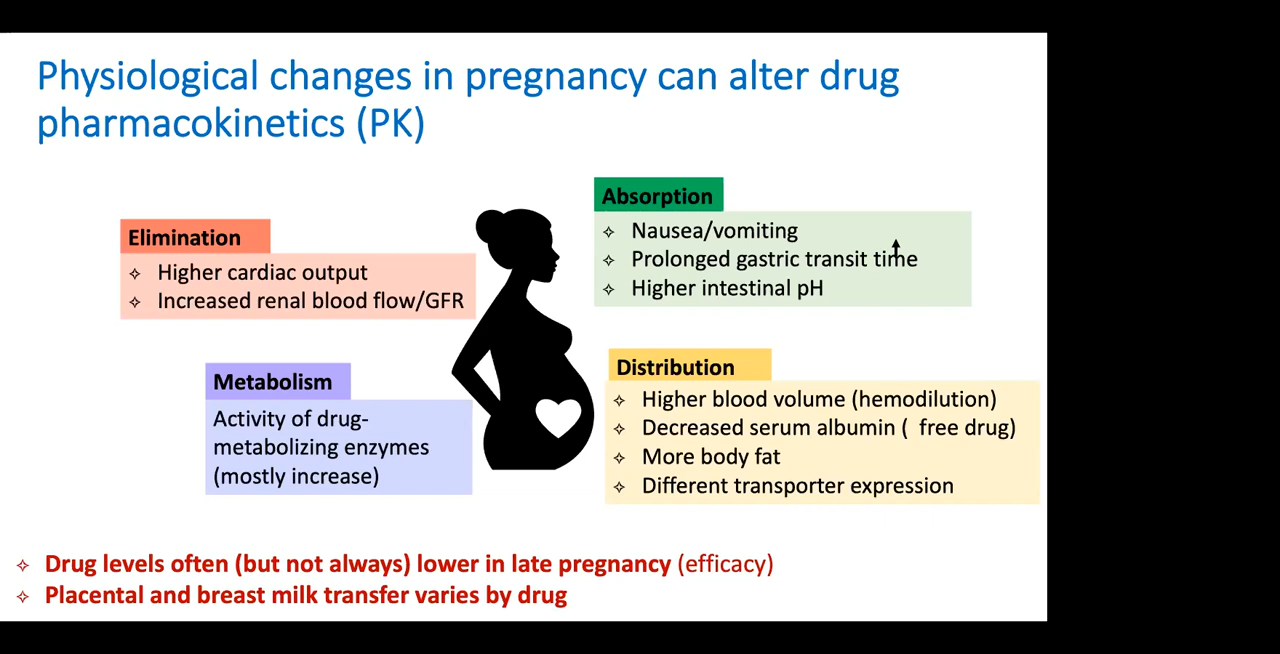 Physiological changes in pregnancy can alter drug
pharmacokinetics (PK)
Elimination
✧ Higher cardiac output
✧ Increased renal blood flow/GFR
Metabolism
Activity of drug-
metabolizing enzymes
(mostly increase)
Absorption
✧ Nausea/vomiting
✧ Prolonged gastric transit time
✧ Higher intestinal pH
Distribution
✧ Higher blood volume (hemodilution)
✧ Decreased serum albumin ( free drug)
✧ More body fat
✧ Different transporter expression
✧ Drug levels often (but not always) lower in late pregnancy (efficacy)
✧ Placental and breast milk transfer varies by drug